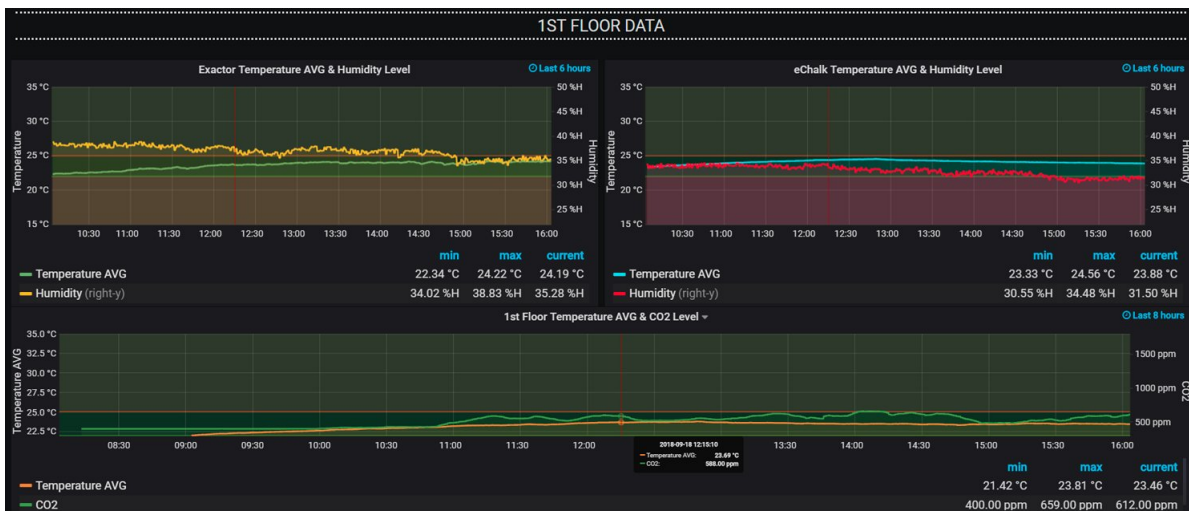 1ST FLOOR DATA
Exactor Temperature AVG & Humidity Level
Last 6 hours
35 °C
30 °C
25 °C
20 °C
15 °C
Temperature
50 %H
45 %H
40 %H
35 %H
30 %H
25 %H
Humidity
10:30 11:00 11:30 12:00 12:30 13:00 13:30 14:00 14:30 15:00 15:30 16:00
min max current
Temperature AVG 22.34 °C 24.22 °C 24.19 °C
Humidity (right-y) 34.02 %H 38.83 %H 35.28 %H
eChalk Temperature AVG & Humidity Level
Last 6 hours
35 °C
30 °C
25 °C
20 °C
15 °C
Temperature
50 %H
45 %H
40 %H
35 %H
30 %H
25 %H
Humidity
10:30 11:00 11:30 12:00 12:30 13:00 13:30 14:00 14:30 15:00 15:30 16:00
min max current
Temperature AVG 23.33 °C 24.56 °C 23.88 °C
Humidity (right-y) 30.55 %H 34.48 %H 31.50 %H
1st Floor Temperature AVG & CO2 Level
Last 8 hours
35.0 °C
32.5 °C
30.0 °C
27.5 °C
25.0 °C
22.5 °C
Temperature AVG
1500 ppm
1000 ppm
500 ppm
CO2
08:30 09:00 09:30 10:00 10:30 11:00 11:30 12:00 13:30 14:00 14:30 15:00 15:30 16:00
2018-09-18 12:15:10
Temperature AVG: 23.69 °C
CO2: 588.00 ppm
min max current
Temperature AVG 21.42 °C 23.81 °C 23.46 °C
CO2 400.00 ppm 659.00 ppm 612.00 ppm